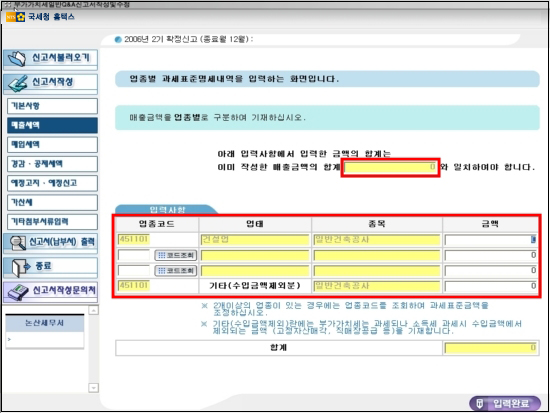 부가가치세일반Q&A신고서작성및수정
국세청 홈텍스
2006년 2기 확정신고 (종료월 12월) :
신고서불러오기
신고서작성
기본사항
매출세액
매입세액
경감 · 공제세액
예정고지 · 예정신고
가산세
기타첨부서류입력
신고서(납부서) 출력
종료
신고서작성문의처
논산세무서
>
업종별 과세표준명세내역을 입력하는 화면입니다.
매출금액을 업종별로 구분하여 기재하십시오.
아래 입력사항에서 입력한 금액의 합계는
이미 작성한 매출금액의 합계 0 와 일치하여야 합니다.
입력사항
업종코드 업태 종목 금액
451101 건설업 일반건축공사
코드조회 0
코드조회 0
451101 기타(수입금액제외분) 일반건축공사 0
※ 2개이상의 업종이 있는 경우에는 업종코드를 조회하여 과세표준금액을
조정하십시오.
※ 기타(수입금액제외)란에는 부가가치세는 과세되나 소득세 과세시 수입금액에서
제외되는 금액 (고정자산매각, 직매장공급 등)을 기재합니다.
합계 0
입력완료